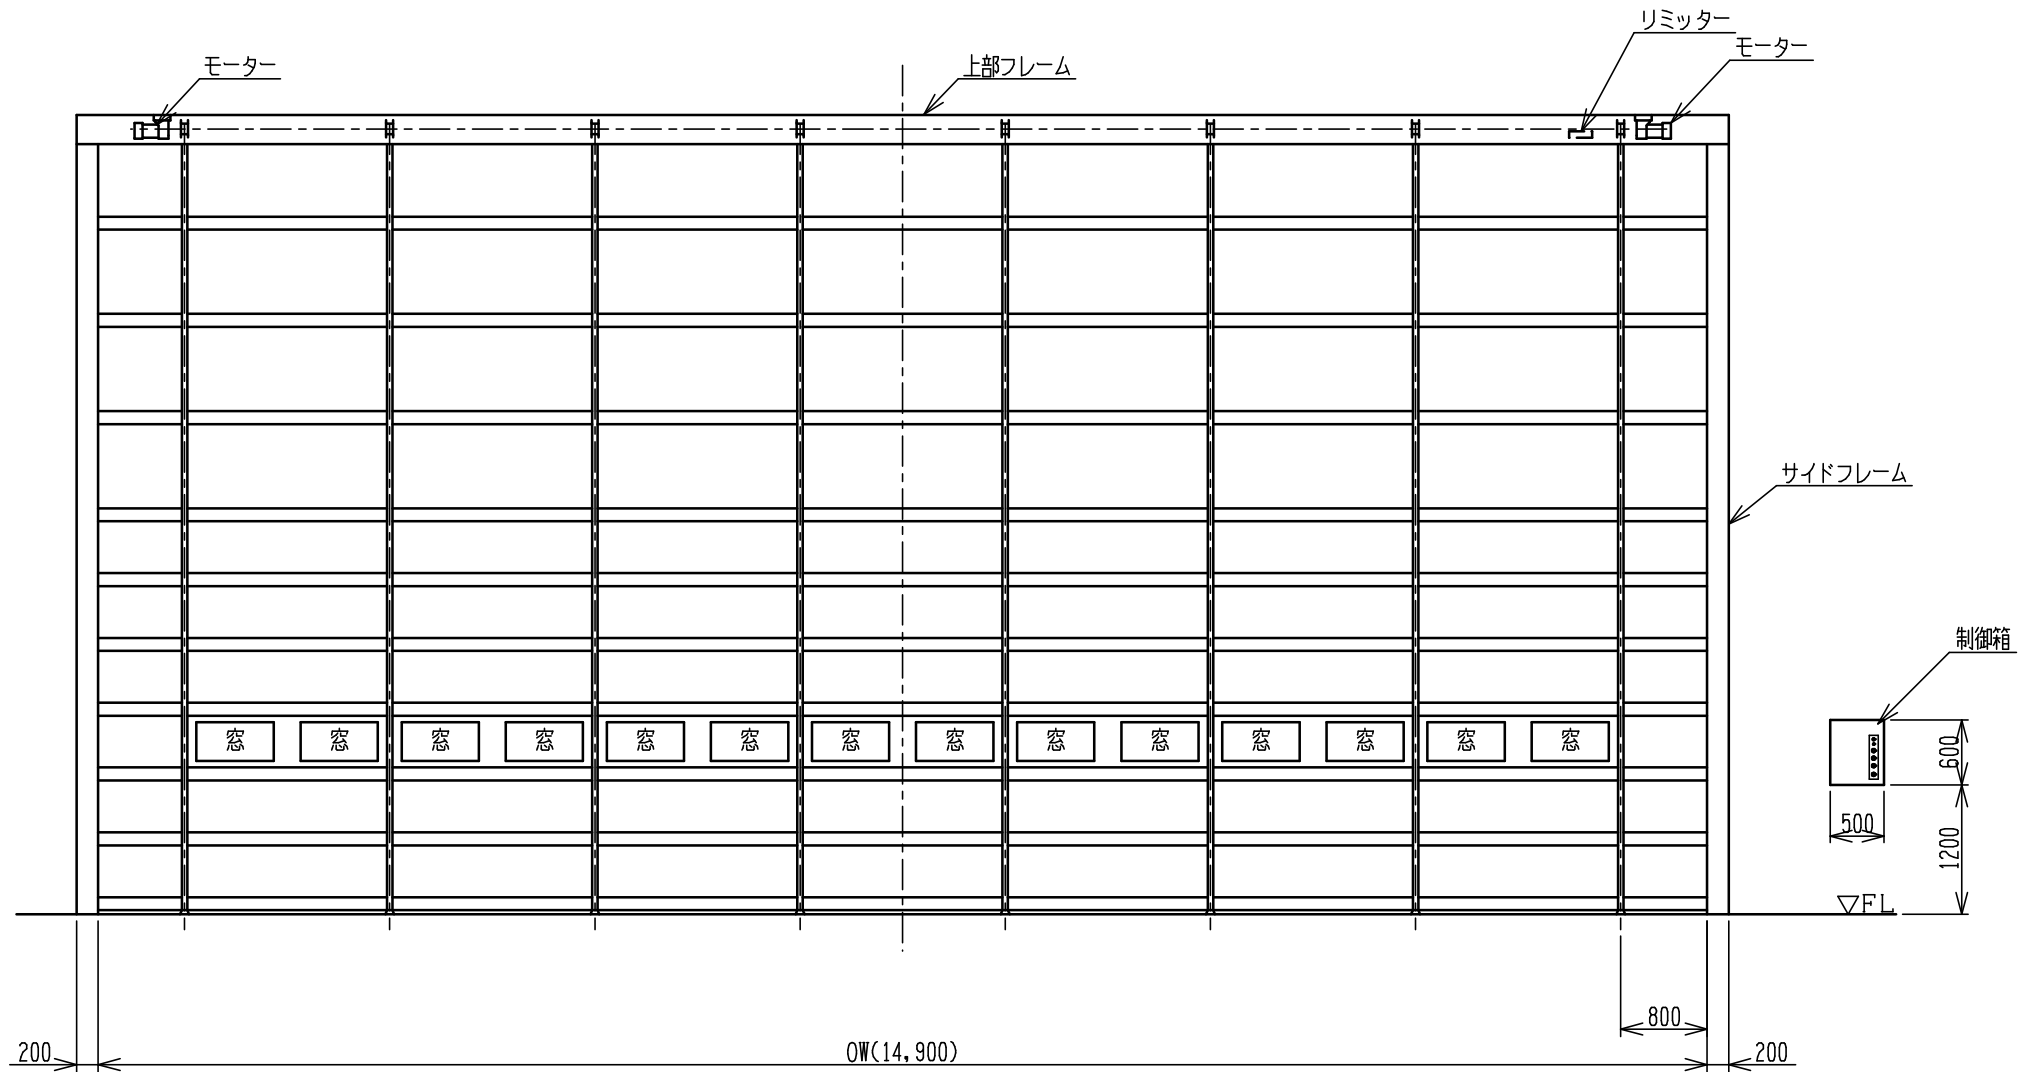 リミッター
モーター
モーター
上部フレーム
サイドフレーム
制御箱
窓 窓 窓 窓 窓 窓 窓 窓 窓 窓 窓 窓 窓 窓
600
500
1200
▽FL
800
200
OW(14,900)
200